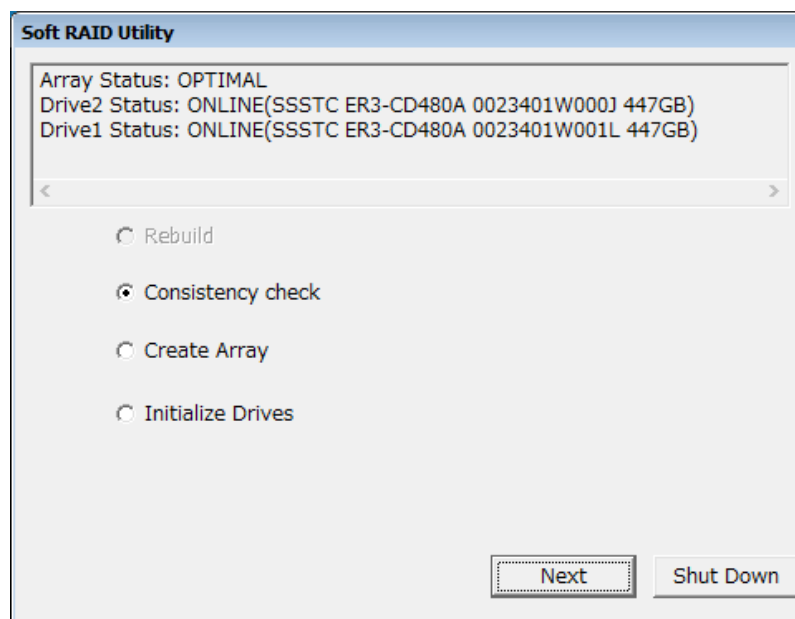 Soft RAID Utility
Array Status: OPTIMAL
Drive2 Status: ONLINE(SSSTC ER3-CD480A 0023401W000J 447GB)
Drive1 Status: ONLINE(SSSTC ER3-CD480A 0023401W001L 447GB)
Rebuild
Consistency check
Create Array
Initialize Drives
Next
Shut Down